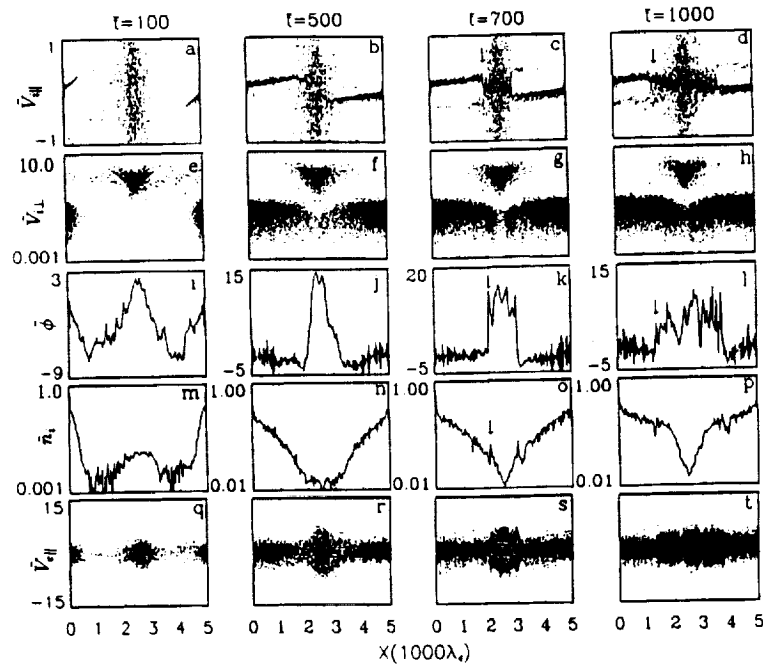 t̄=100 t̄=500 t̄=700 t̄=1000
1 a b c d
Ṽi||
-1
10.0 e f g h
Ṽi⊥
0.001
3 i 15 j 20 k 15 l
ϕ̄
-9 -5 -5 -5
1.0 m 1.00 n 1.00 o 1.00 p
n̄i
0.001 0.01 0.01 0.01
15 q r s t
Ṽe||
-15
0 1 2 3 4 5 0 1 2 3 4 5 0 1 2 3 4 5 0 1 2 3 4 5
X(1000λd)